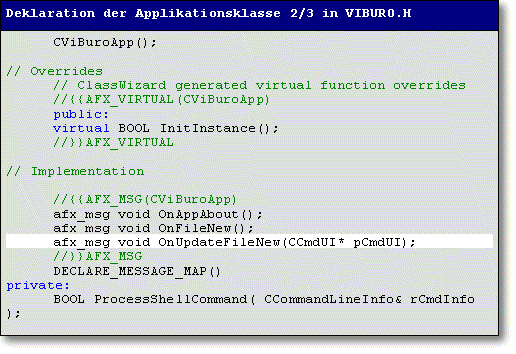 Deklaration der Applikationsklasse 2/3 in VIBURO.H
CViBuroApp();
// Overrides
// ClassWizard generated virtual function overrides
//{{AFX_VIRTUAL(CViBuroApp)
public:
virtual BOOL InitInstance();
//}}AFX_VIRTUAL
// Implementation
//{{AFX_MSG(CViBuroApp)
afx_msg void OnAppAbout();
afx_msg void OnFileNew();
afx_msg void OnUpdateFileNew(CCmdUI* pCmdUI);
//}}AFX_MSG
DECLARE_MESSAGE_MAP()
private:
BOOL ProcessShellCommand( CCommandLineInfo& rCmdInfo
);